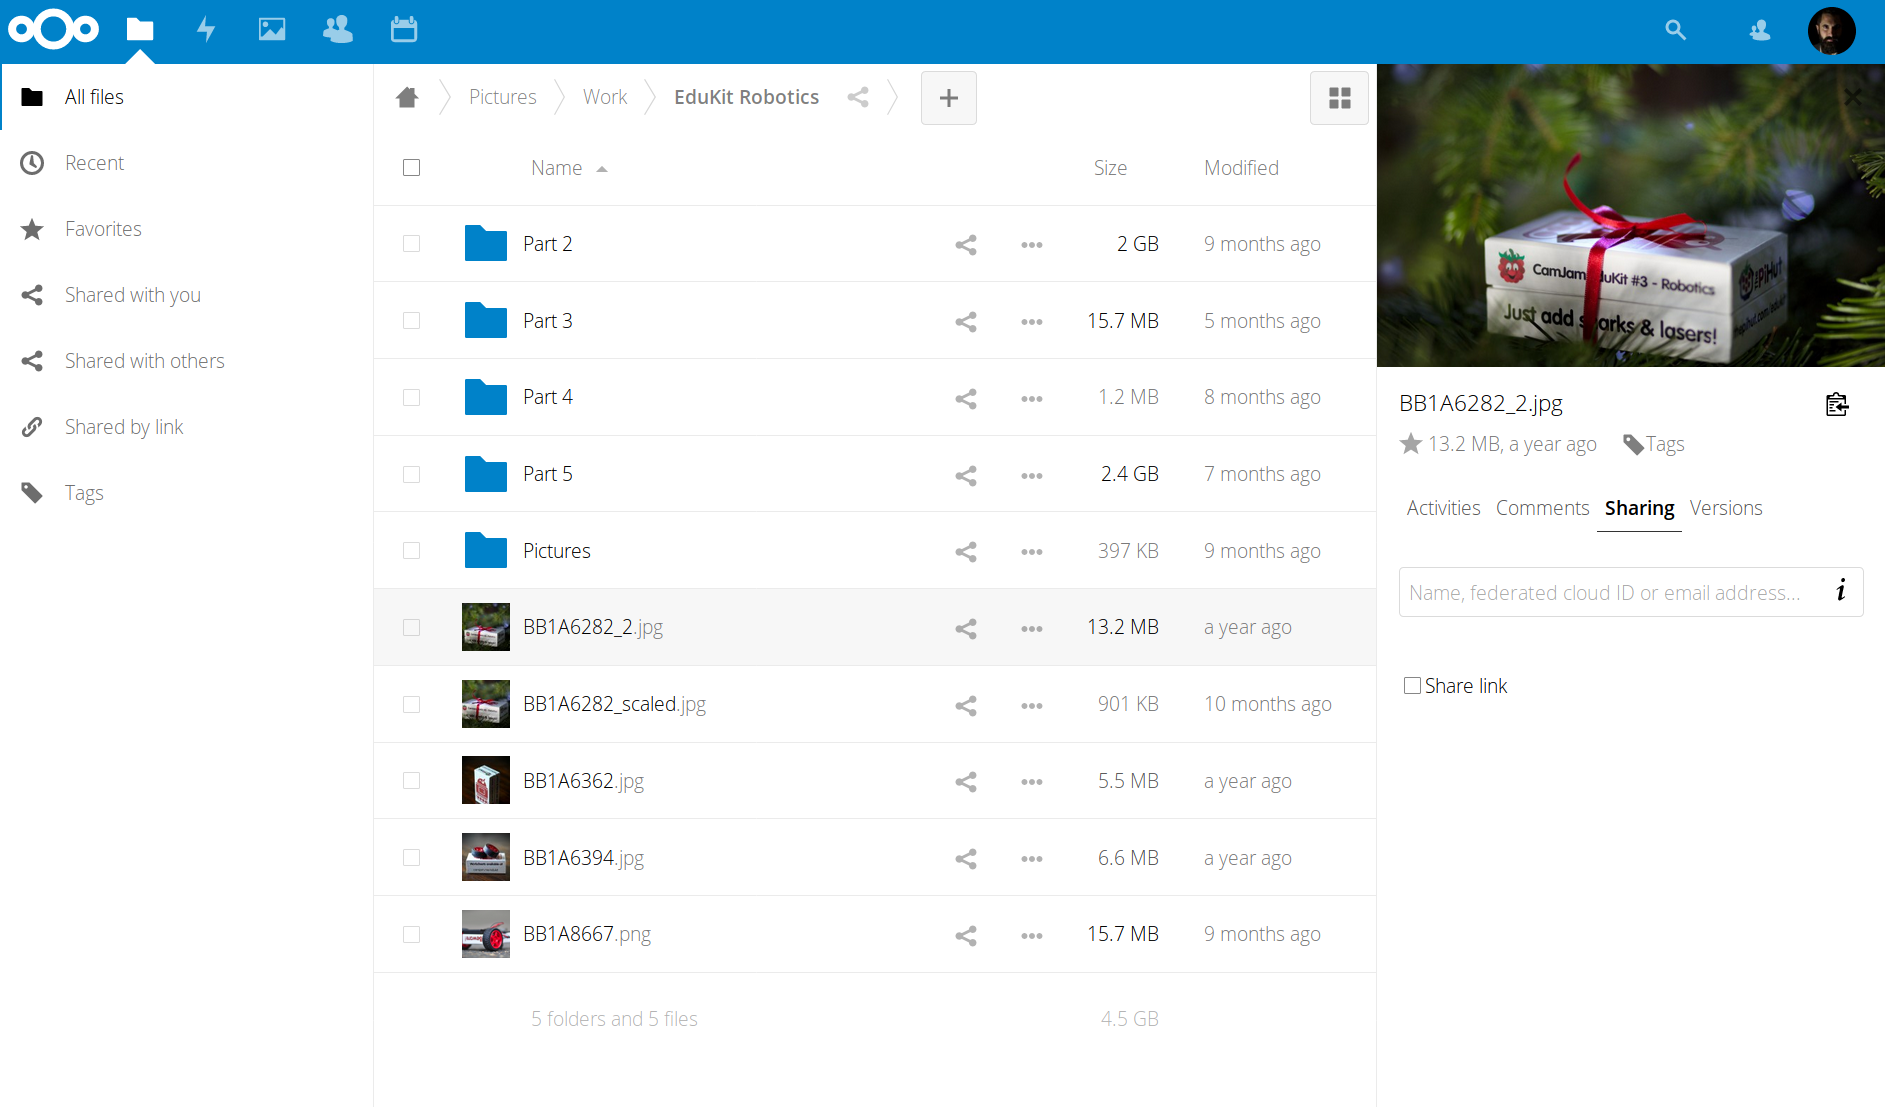 All files
Recent
Favorites
Shared with you
Shared with others
Shared by link
Tags
Pictures
Work
EduKit Robotics
+
Name
Size
Modified
Part 2
2 GB
9 months ago
Part 3
15.7 MB
5 months ago
Part 4
1.2 MB
8 months ago
Part 5
2.4 GB
7 months ago
Pictures
397 KB
9 months ago
BB1A6282_2.jpg
13.2 MB
a year ago
BB1A6282_scaled.jpg
901 KB
10 months ago
BB1A6362.jpg
5.5 MB
a year ago
BB1A6394.jpg
6.6 MB
a year ago
BB1A8667.png
15.7 MB
9 months ago
5 folders and 5 files
4.5 GB
CamJam EduKit #3 - Robotics
PiHut
Just add sparks & lasers!
BB1A6282_2.jpg
13.2 MB, a year ago
Tags
Activities
Comments
Sharing
Versions
Name, federated cloud ID or email address...
i
Share link